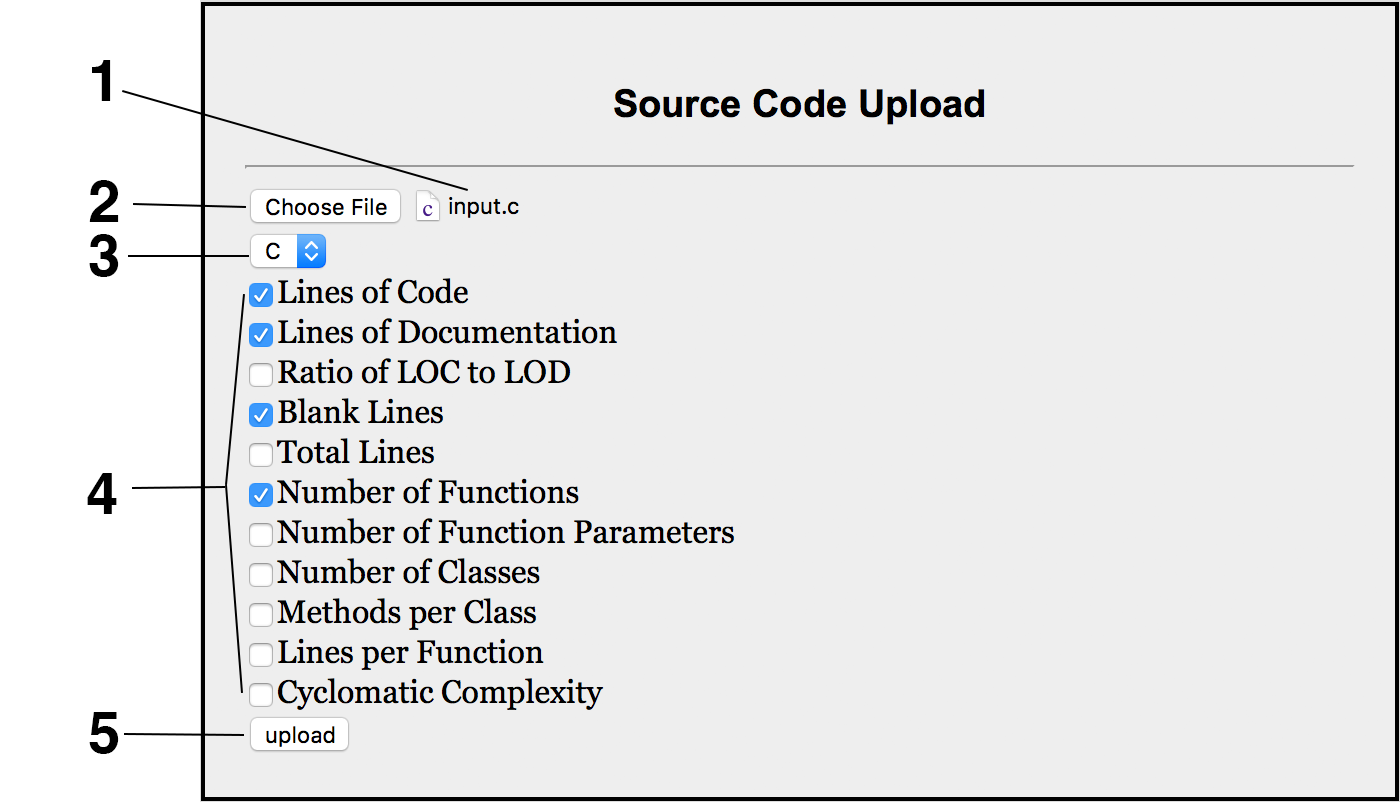 1
Source Code Upload
2 Choose File c input.c
3 C
Lines of Code
Lines of Documentation
Ratio of LOC to LOD
Blank Lines
Total Lines
4 Number of Functions
Number of Function Parameters
Number of Classes
Methods per Class
Lines per Function
Cyclomatic Complexity
5 upload